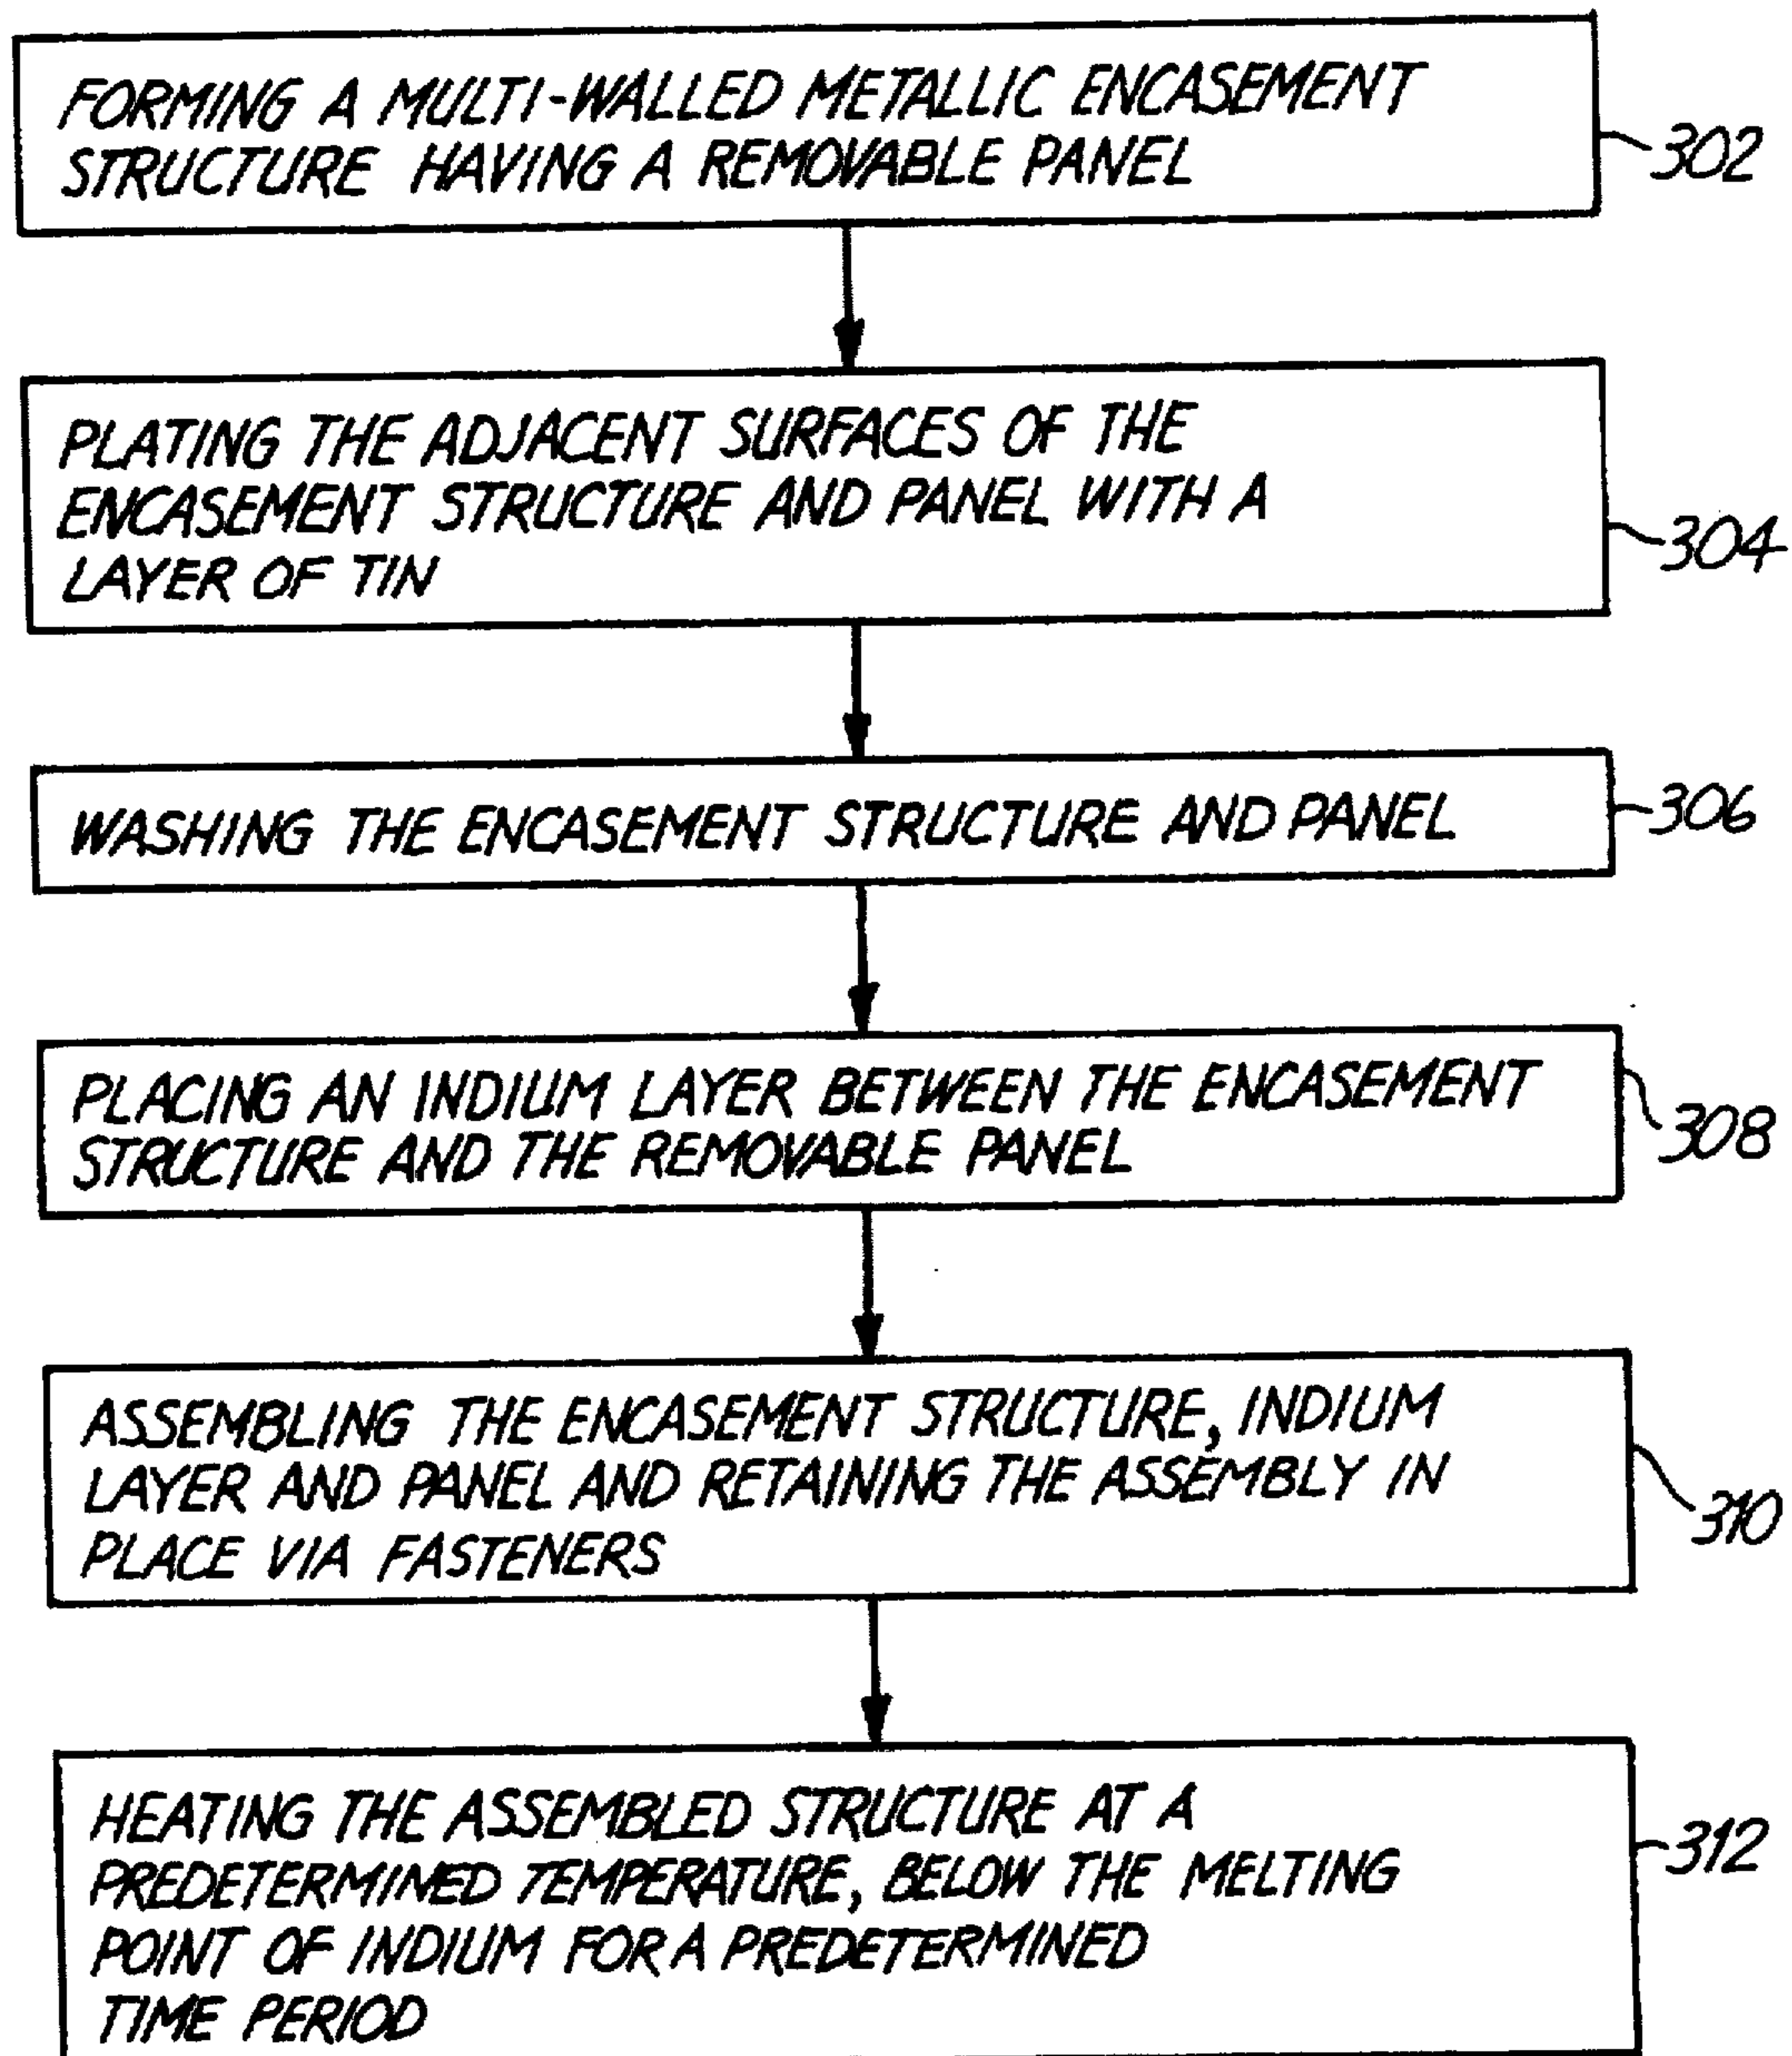 FORMING A MULTI-WALLED METALLIC ENCASEMENT
STRUCTURE HAVING A REMOVABLE PANEL
302
PLATING THE ADJACENT SURFACES OF THE
ENCASEMENT STRUCTURE AND PANEL WITH A
LAYER OF TIN
304
WASHING THE ENCASEMENT STRUCTURE AND PANEL
306
PLACING AN INDIUM LAYER BETWEEN THE ENCASEMENT
STRUCTURE AND THE REMOVABLE PANEL
308
ASSEMBLING THE ENCASEMENT STRUCTURE, INDIUM
LAYER AND PANEL AND RETAINING THE ASSEMBLY IN
PLACE VIA FASTENERS
310
HEATING THE ASSEMBLED STRUCTURE AT A
PREDETERMINED TEMPERATURE, BELOW THE MELTING
POINT OF INDIUM FOR A PREDETERMINED
TIME PERIOD
312